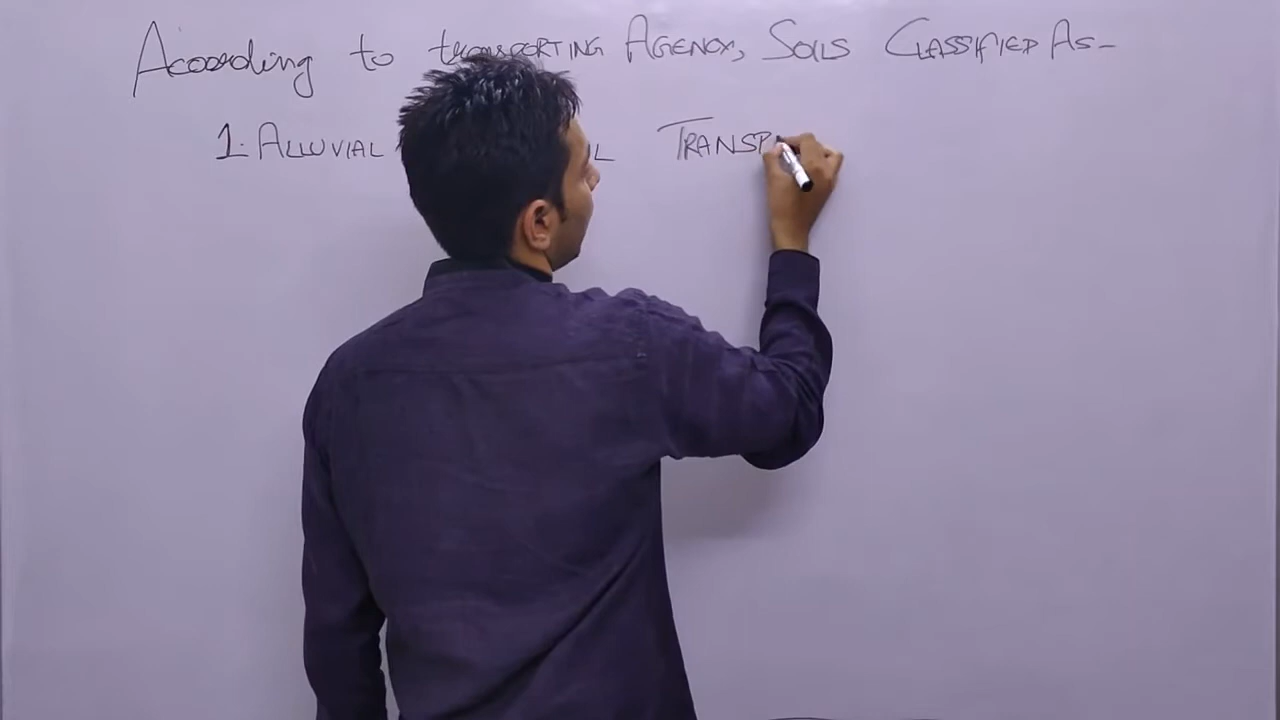 According to transporting Agency, Soils Classified As-
1. Alluvial Transp